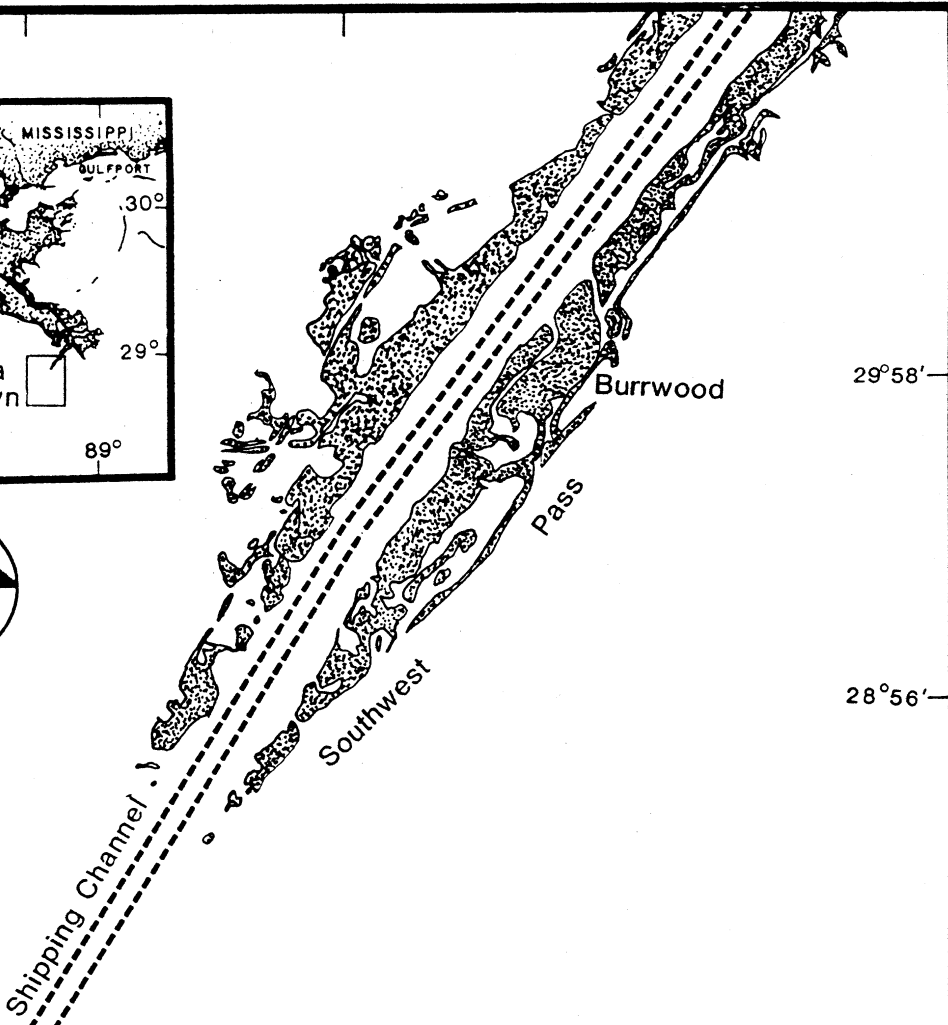 MISSISSIPPI
GULFPORT
30°
29°
89°
Burrwood
29°58'
Pass
28°56'
Southwest
Shipping Channel